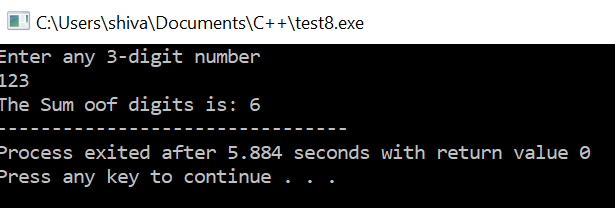 C:\Users\shiva\Documents\C++\test8.exe
Enter any 3-digit number
123
The Sum oof digits is: 6
--------------------------------
Process exited after 5.884 seconds with return value 0
Press any key to continue . . .